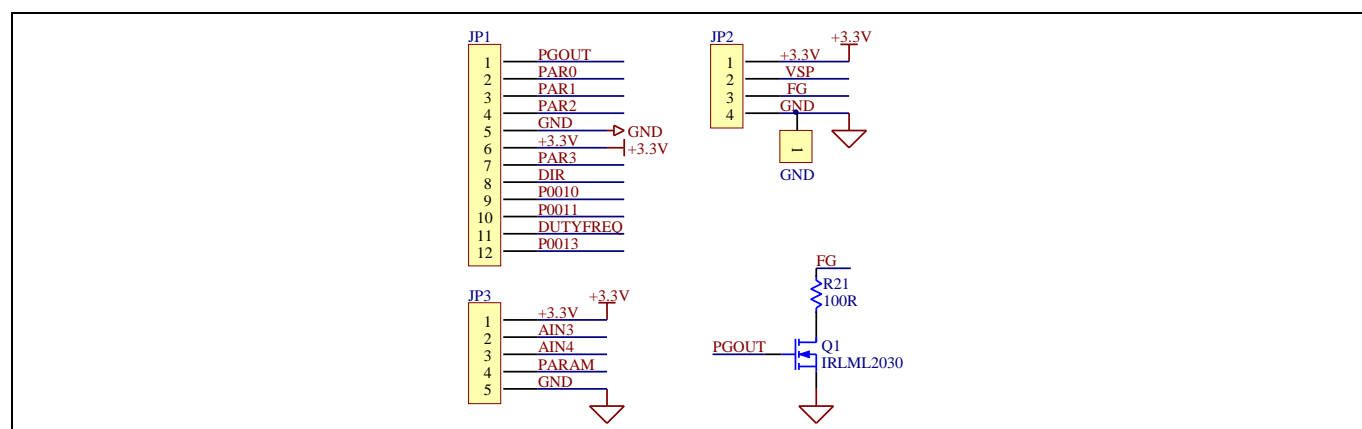 JP1
1 PGOUT
2 PAR0
3 PAR1
4 PAR2
5 GND GND
6 +3.3V +3.3V
7 PAR3
8 DIR
9 P0010
10 P0011
11 DUTYFREQ
12 P0013
JP2
+3.3V
1 +3.3V
2 VSP
3 FG
4 GND
1
GND
JP3
+3.3V
1 +3.3V
2 AIN3
3 AIN4
4 PARAM
5 GND
FG
R21
100R
PGOUT
Q1
IRLML2030